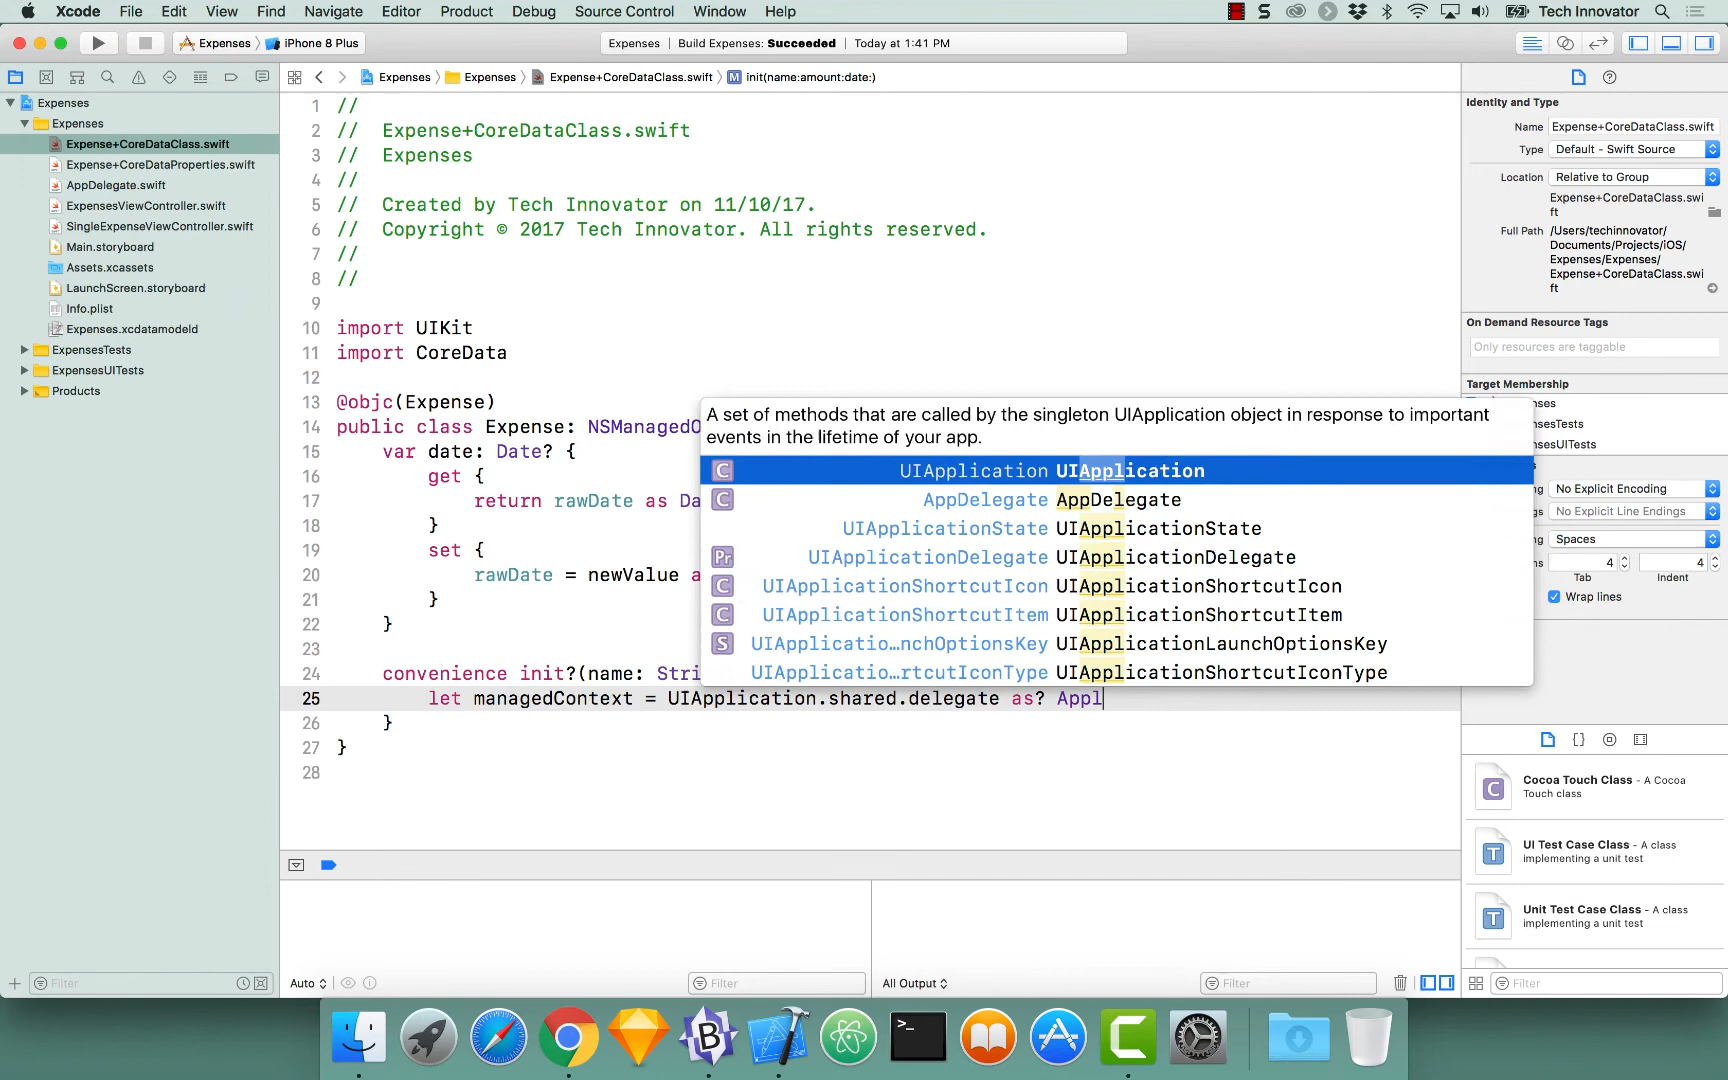 Xcode File Edit View Find Navigate Editor Product Debug Source Control Window Help Tech Innovator
Expenses iPhone 8 Plus Expenses | Build Expenses: Succeeded | Today at 1:41 PM
Expenses Expenses Expense+CoreDataClass.swift M init(name:amount:date:)
Expenses
Expenses
Expense+CoreDataClass.swift
Expense+CoreDataProperties.swift
AppDelegate.swift
ExpensesViewController.swift
SingleExpenseViewController.swift
Main.storyboard
Assets.xcassets
LaunchScreen.storyboard
Info.plist
Expenses.xcdatamodeld
ExpensesTests
ExpensesUITests
Products
Filter
1 //
2 // Expense+CoreDataClass.swift
3 // Expenses
4 //
5 // Created by Tech Innovator on 11/10/17.
6 // Copyright © 2017 Tech Innovator. All rights reserved.
7 //
8 //
9
10 import UIKit
11 import CoreData
12
13 @objc(Expense)
14 public class Expense: NSManagedO
15 var date: Date? {
16 get {
17 return rawDate as Da
18 }
19 set {
20 rawDate = newValue a
21 }
22 }
23
24 convenience init?(name: Stri
25 let managedContext = UIApplication.shared.delegate as? Appl
26 }
27 }
28
A set of methods that are called by the singleton UIApplication object in response to important
events in the lifetime of your app.
C UIApplication UIApplication
C AppDelegate AppDelegate
UIApplicationState UIApplicationState
Pr UIApplicationDelegate UIApplicationDelegate
C UIApplicationShortcutIcon UIApplicationShortcutIcon
C UIApplicationShortcutItem UIApplicationShortcutItem
S UIApplicatio...nchOptionsKey UIApplicationLaunchOptionsKey
UIApplicatio...rtcutIconType UIApplicationShortcutIconType
Auto Filter
All Output Filter
Identity and Type
Name Expense+CoreDataClass.swift
Type Default - Swift Source
Location Relative to Group
Expense+CoreDataClass.swi
ft
Full Path /Users/techinnovator/
Documents/Projects/iOS/
Expenses/Expenses/
Expense+CoreDataClass.swi
ft
On Demand Resource Tags
Only resources are taggable
Target Membership
nses
nsesTests
nsesUITests
ng No Explicit Encoding
gs No Explicit Line Endings
ng Spaces
ns 4 4
Tab Indent
Wrap lines
{}
C Cocoa Touch Class - A Cocoa
Touch class
T UI Test Case Class - A class
implementing a unit test
T Unit Test Case Class - A class
implementing a unit test
Filter